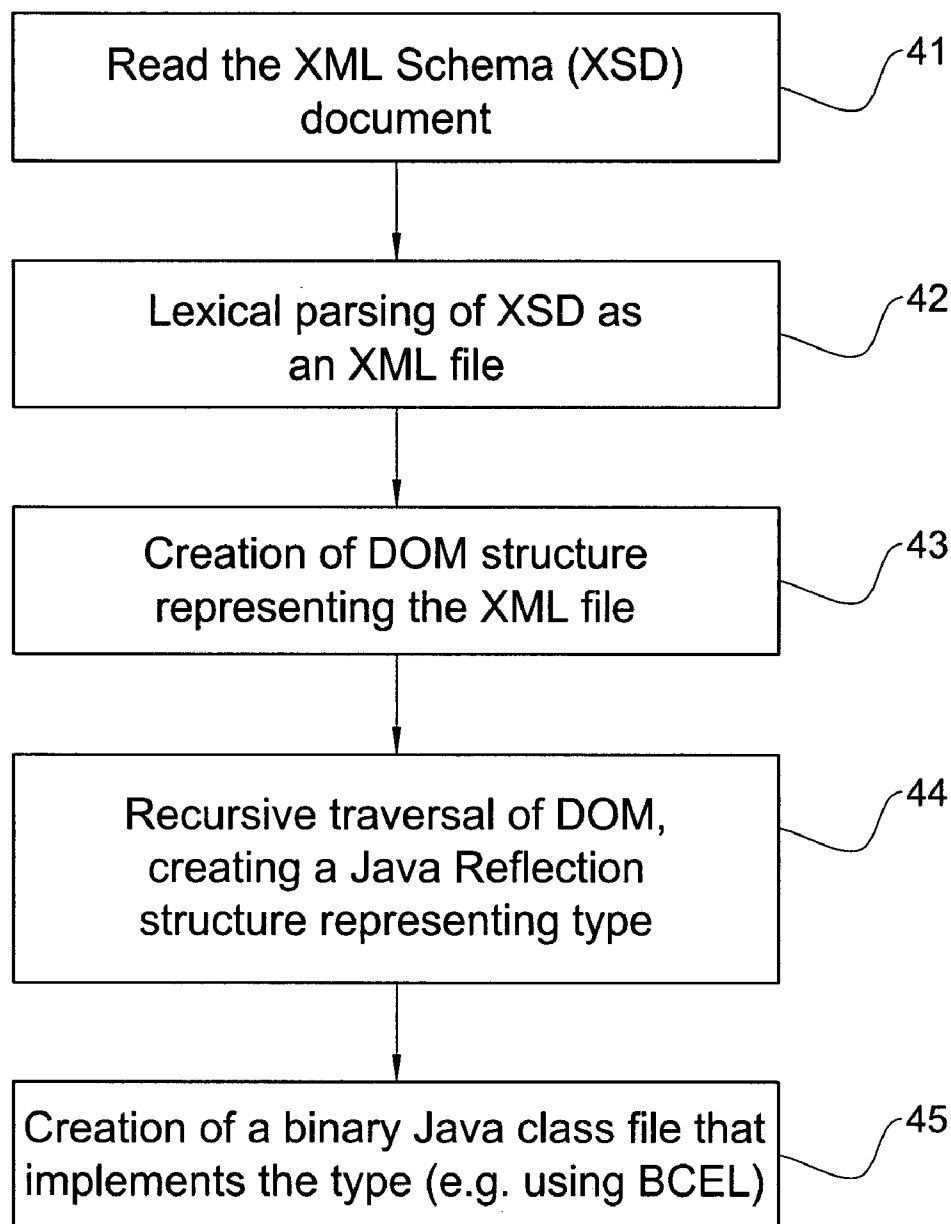 Read the XML Schema (XSD)
document
41
Lexical parsing of XSD as
an XML file
42
Creation of DOM structure
representing the XML file
43
Recursive traversal of DOM,
creating a Java Reflection
structure representing type
44
Creation of a binary Java class file that
implements the type (e.g. using BCEL)
45